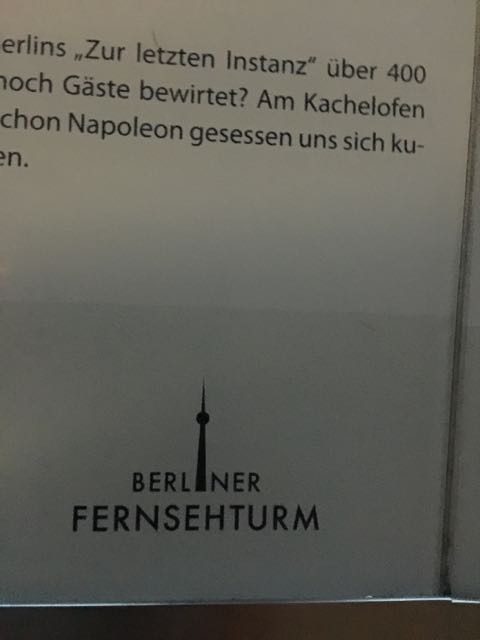 erlins „Zur letzten Instanz“ über 400
noch Gäste bewirtet? Am Kachelofen
chon Napoleon gesessen uns sich ku-
en.
BERLINER
FERNSEHTURM